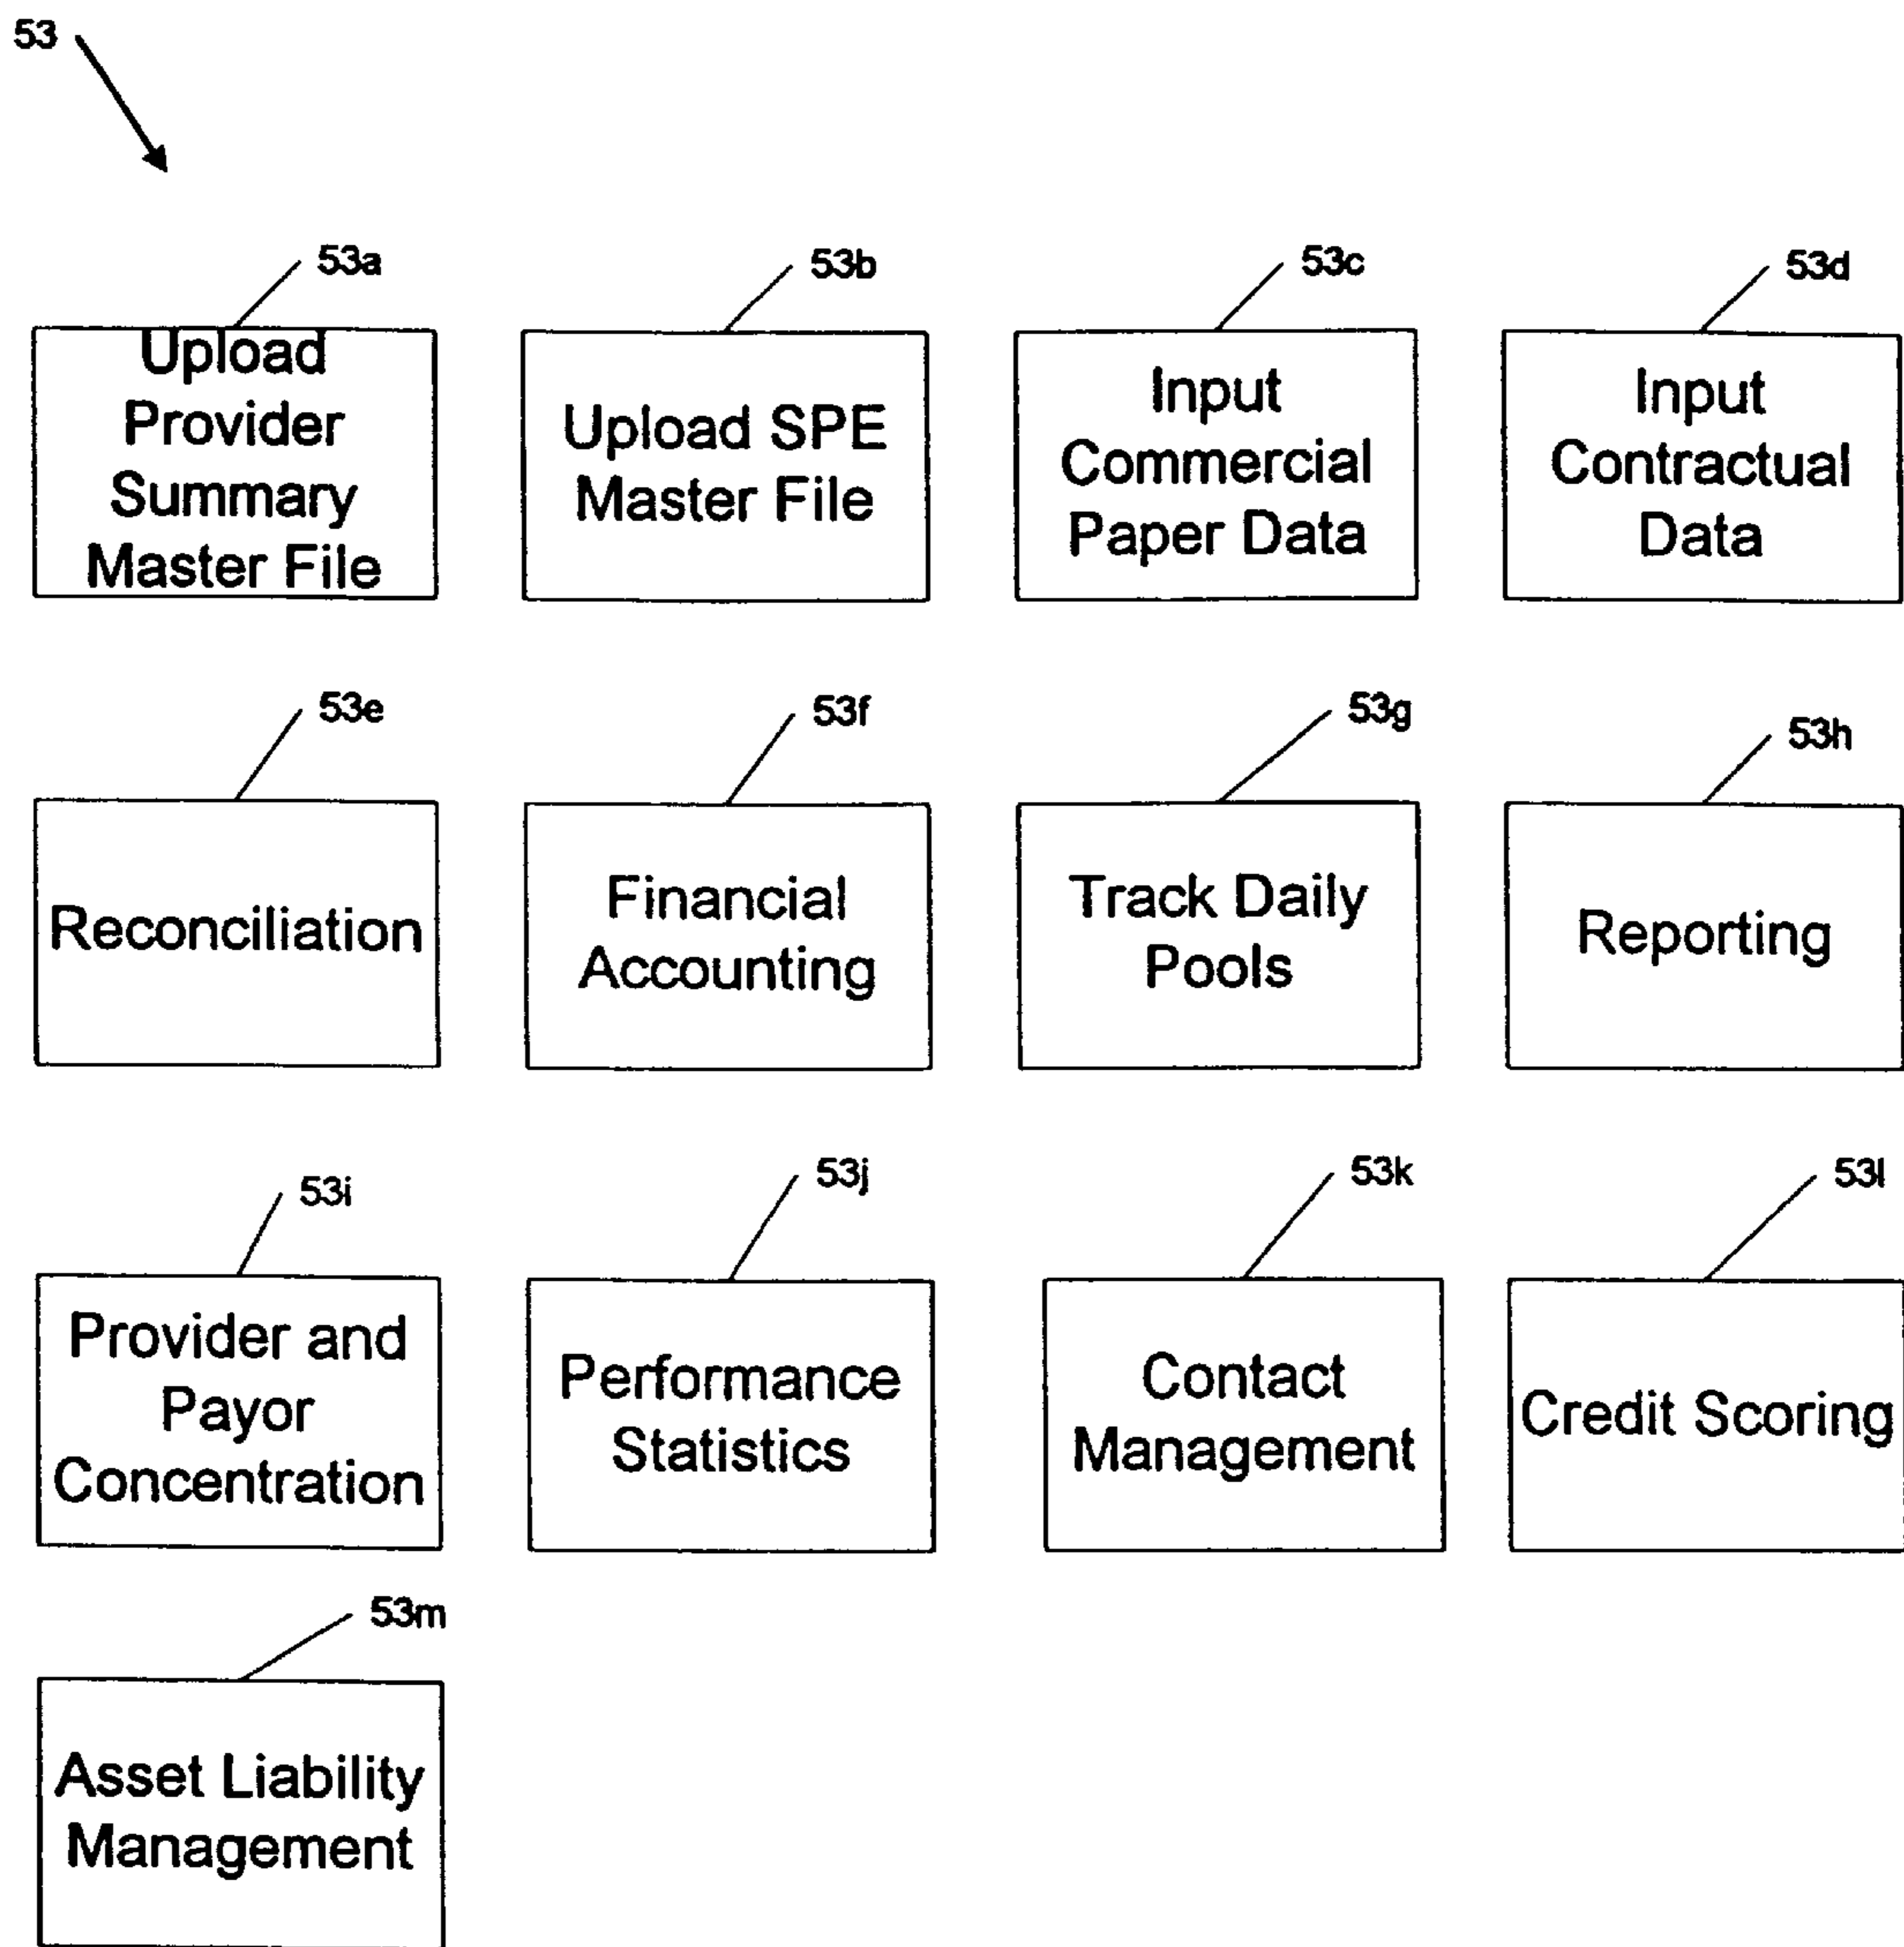 53
53a
53b
53c
53d
Upload
Provider
Summary
Master File
Upload SPE
Master File
Input
Commercial
Paper Data
Input
Contractual
Data
53e
53f
53g
53h
Reconciliation
Financial
Accounting
Track Daily
Pools
Reporting
53i
53j
53k
53l
Provider and
Payor
Concentration
Performance
Statistics
Contact
Management
Credit Scoring
53m
Asset Liability
Management